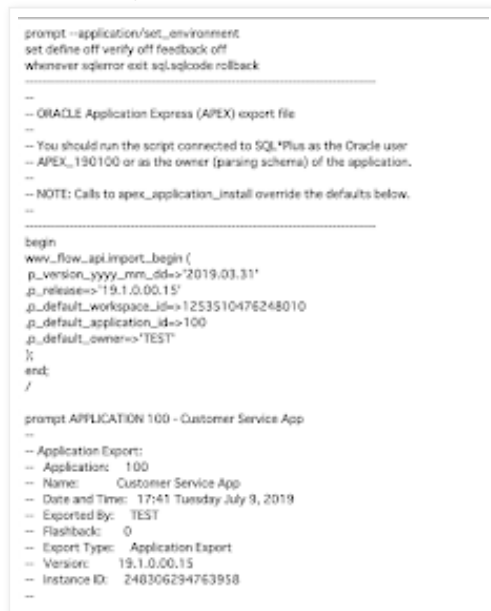 prompt --application/set_environment
set define off verify off feedback off
whenever sqlerror exit sql.sqlcode rollback
--------------------------------------------------------------------------------
--
-- ORACLE Application Express (APEX) export file
--
-- You should run the script connected to SQL*Plus as the Oracle user
-- APEX_190100 or as the owner (parsing schema) of the application.
--
-- NOTE: Calls to apex_application_install override the defaults below.
--
--------------------------------------------------------------------------------
begin
wwv_flow_api.import_begin (
p_version_yyyy_mm_dd=>'2019.03.31'
,p_release=>'19.1.0.00.15'
,p_default_workspace_id=>1253510476248010
,p_default_application_id=>100
,p_default_owner=>'TEST'
);
end;
/
prompt APPLICATION 100 - Customer Service App
--
-- Application Export:
-- Application: 100
-- Name: Customer Service App
-- Date and Time: 17:41 Tuesday July 9, 2019
-- Exported By: TEST
-- Flashback: 0
-- Export Type: Application Export
-- Version: 19.1.0.00.15
-- Instance ID: 248306294763958
--